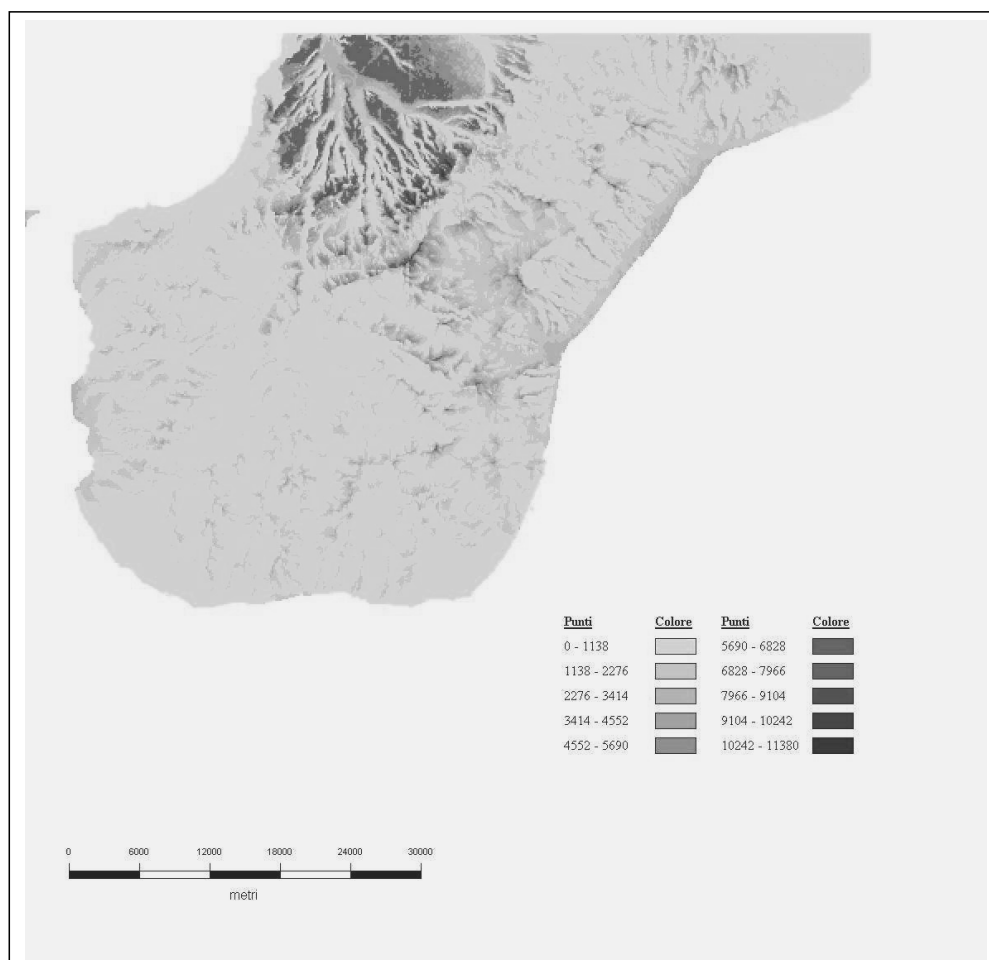 Punti Colore Punti Colore
0 - 1138 5690 - 6828
1138 - 2276 6828 - 7966
2276 - 3414 7966 - 9104
3414 - 4552 9104 - 10242
4552 - 5690 10242 - 11380
0 6000 12000 18000 24000 30000
metri